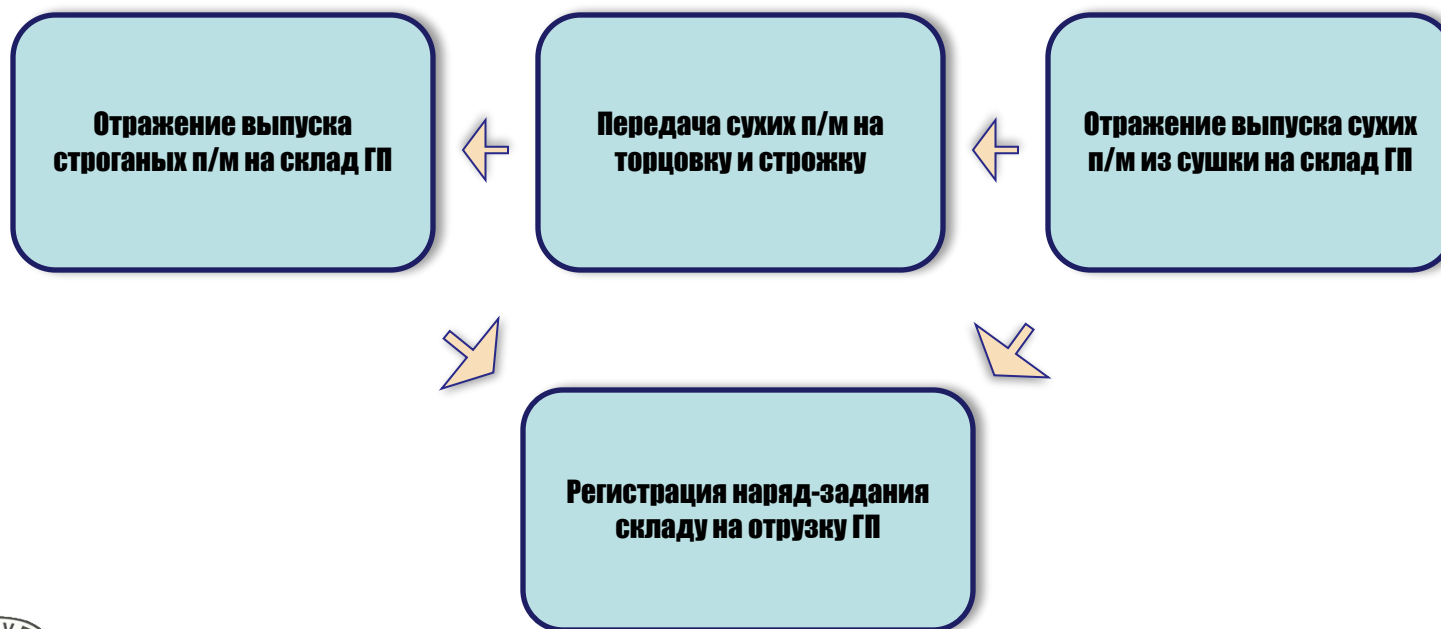 Отражение выпуска
строганых п/м на склад ГП
Передача сухих п/м на
торцовку и строжку
Отражение выпуска сухих
п/м из сушки на склад ГП
Регистрация наряд-задания
складу на отрузку ГП